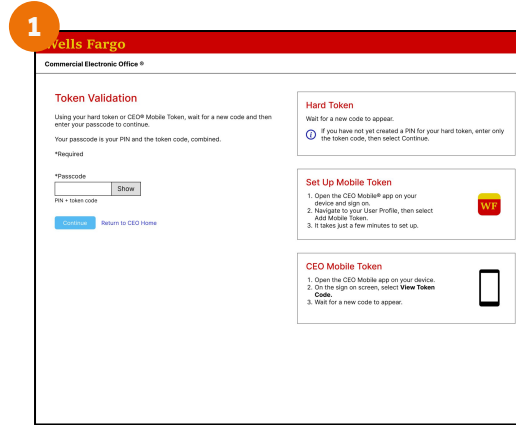 1
Wells Fargo
Commercial Electronic Office ®
Token Validation
Using your hard token or CEO® Mobile Token, wait for a new code and then
enter your passcode to continue.
Your passcode is your PIN and the token code, combined.
*Required
*Passcode
Show
PIN + token code
Continue Return to CEO Home
Hard Token
Wait for a new code to appear.
i If you have not yet created a PIN for your hard token, enter only
the token code, then select Continue.
Set Up Mobile Token
1. Open the CEO Mobile® app on your
device and sign on.
2. Navigate to your User Profile, then select
Add Mobile Token.
3. It takes just a few minutes to set up.
WF
CEO Mobile Token
1. Open the CEO Mobile app on your device.
2. On the sign on screen, select View Token
Code.
3. Wait for a new code to appear.